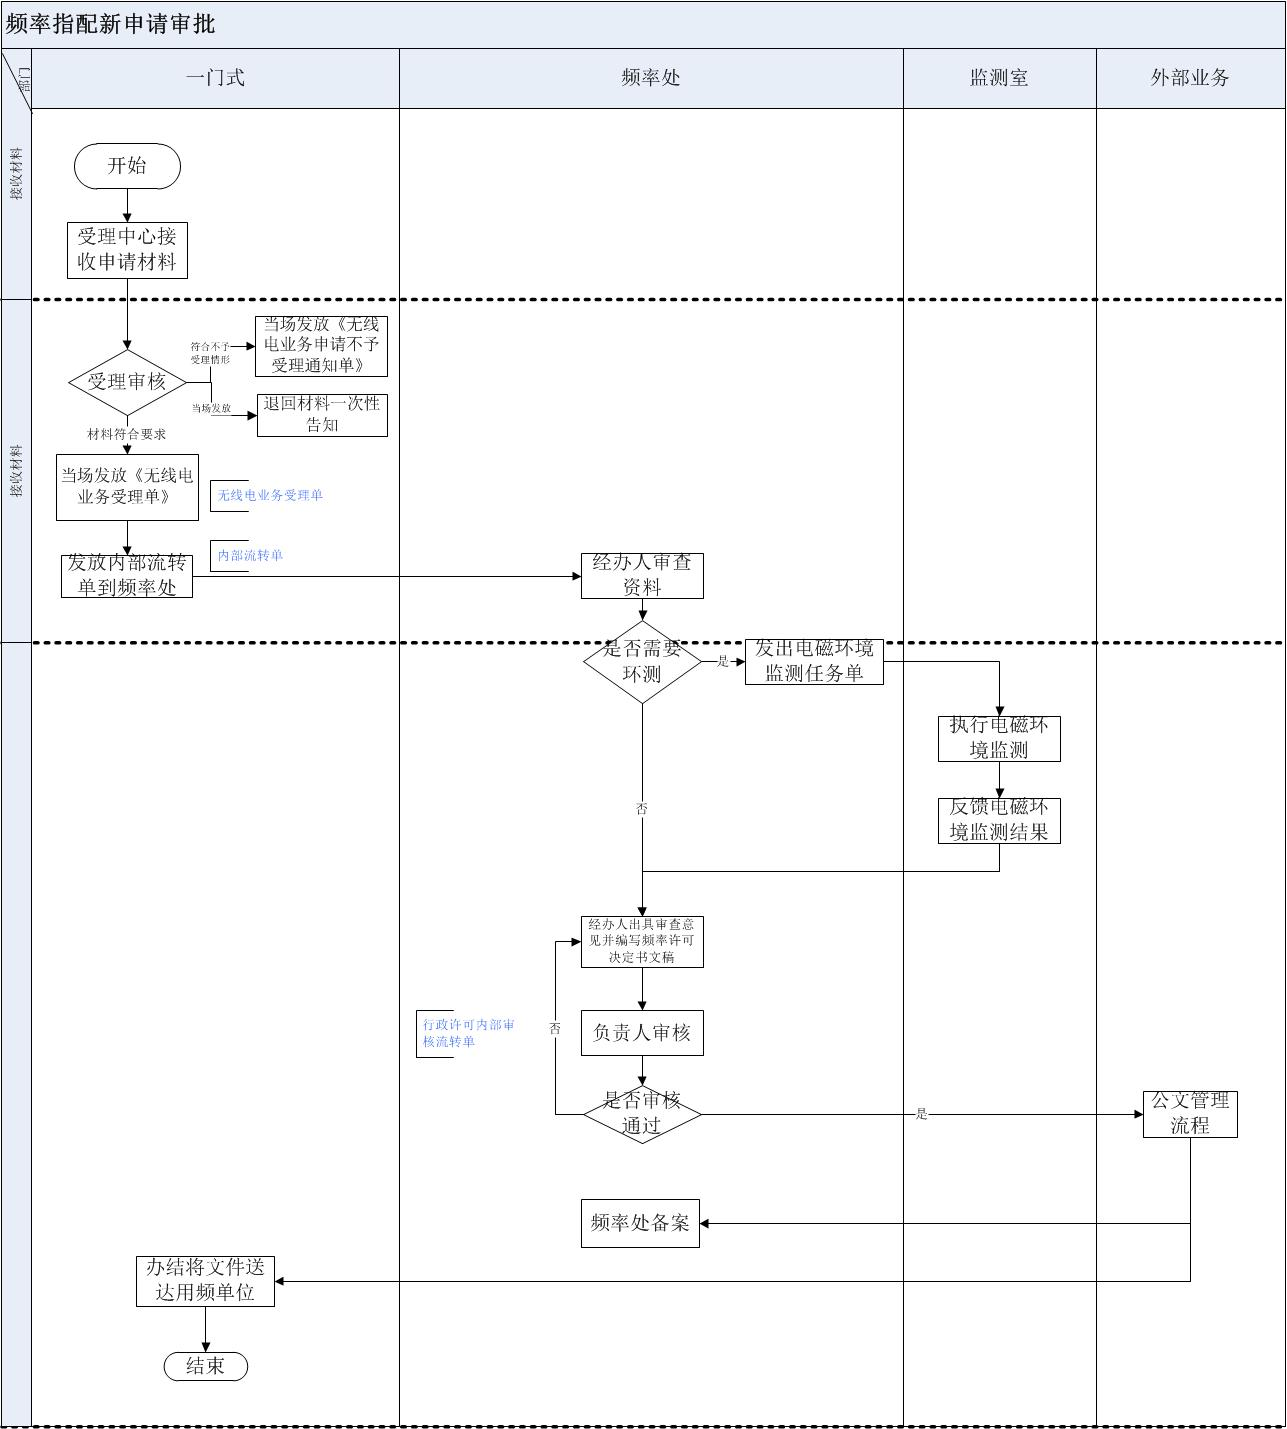 频率指配新申请审批
部门
一门式
频率处
监测室
外部业务
接收材料
开始
受理中心接
收申请材料
接收材料
受理审核
符合不予
受理情形
当场发放《无线
电业务申请不予
受理通知单》
当场发放
退回材料一次性
告知
材料符合要求
当场发放《无线电
业务受理单》
无线电业务受理单
发放内部流转
单到频率处
内部流转单
经办人审查
资料
是否需要
环测
是
发出电磁环境
监测任务单
执行电磁环
境监测
反馈电磁环
境监测结果
否
经办人出具审查意
见并编写频率许可
决定书文稿
行政许可内部审
核流转单
否
负责人审核
是否审核
通过
是
公文管理
流程
频率处备案
办结将文件送
达用频单位
结束